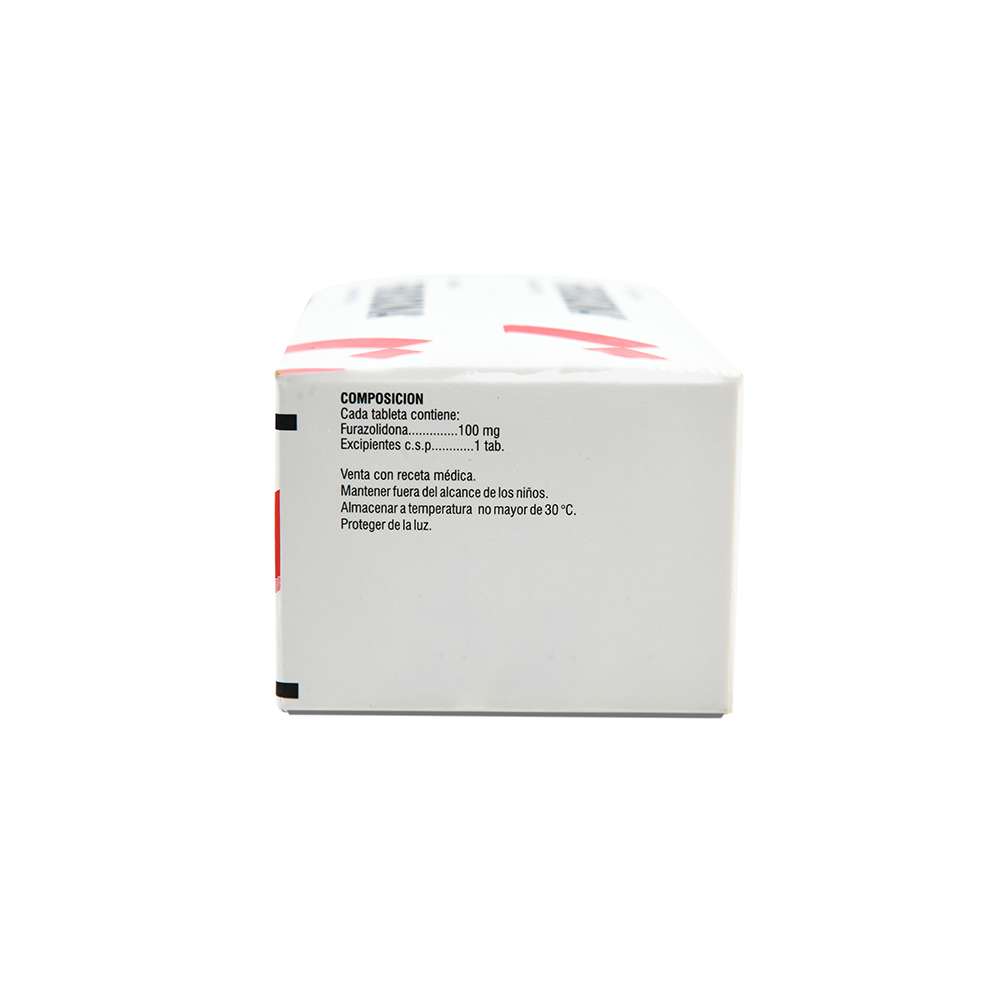 COMPOSICION
Cada tableta contiene:
Furazolidona..............100 mg
Excipientes c.s.p............1 tab.
Venta con receta médica.
Mantener fuera del alcance de los niños.
Almacenar a temperatura no mayor de 30 °C.
Proteger de la luz.